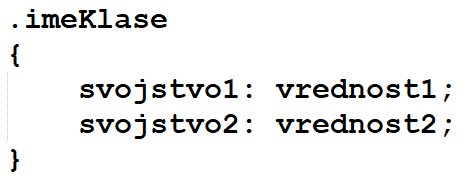 .imeKlase
{
svojstvo1: vrednost1;
svojstvo2: vrednost2;
}